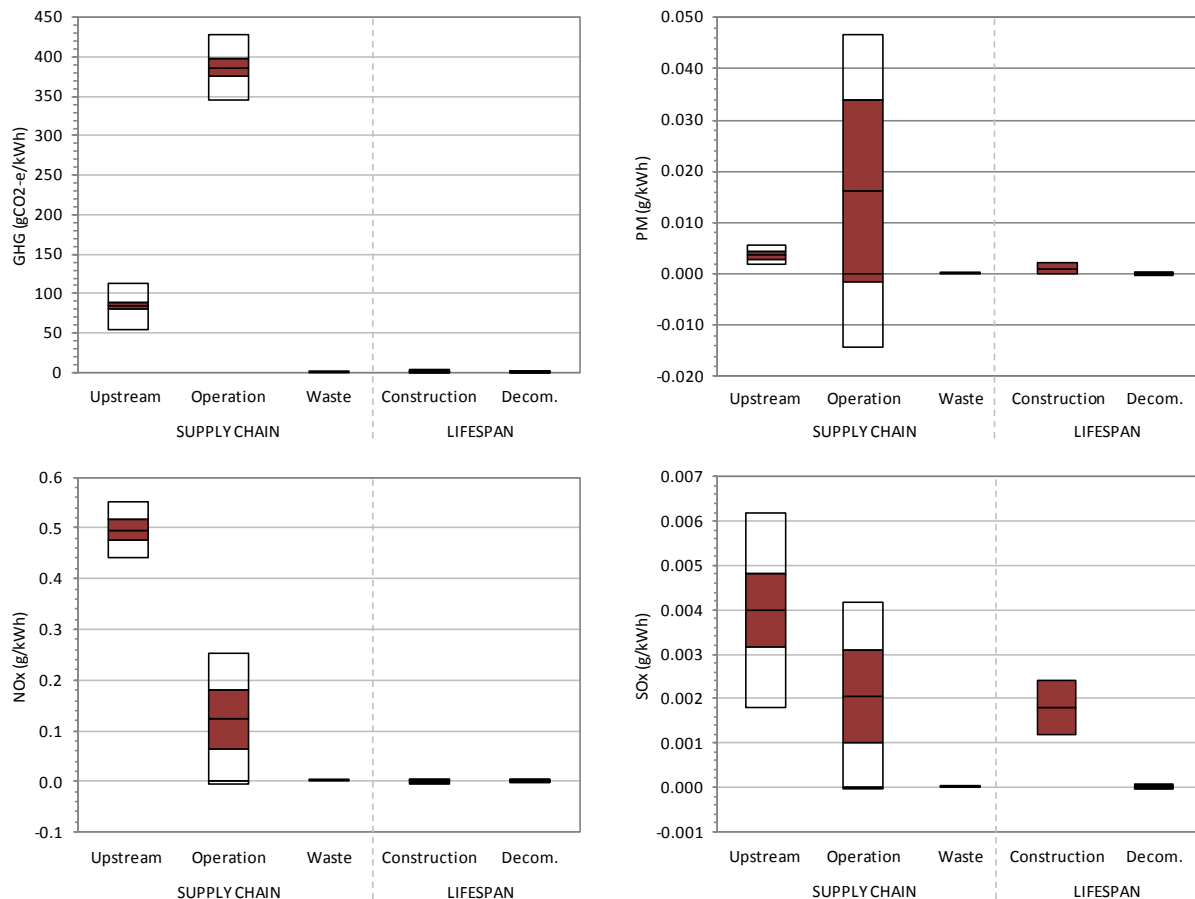 GHG (gCO2-e/kWh)
450
400
350
300
250
200
150
100
50
0
Upstream Operation Waste Construction Decom.
SUPPLY CHAIN LIFESPAN
PM (g/kWh)
0.050
0.040
0.030
0.020
0.010
0.000
-0.010
-0.020
Upstream Operation Waste Construction Decom.
SUPPLY CHAIN LIFESPAN
NOx (g/kWh)
0.6
0.5
0.4
0.3
0.2
0.1
0.0
-0.1
Upstream Operation Waste Construction Decom.
SUPPLY CHAIN LIFESPAN
SOx (g/kWh)
0.007
0.006
0.005
0.004
0.003
0.002
0.001
0.000
-0.001
Upstream Operation Waste Construction Decom.
SUPPLY CHAIN LIFESPAN